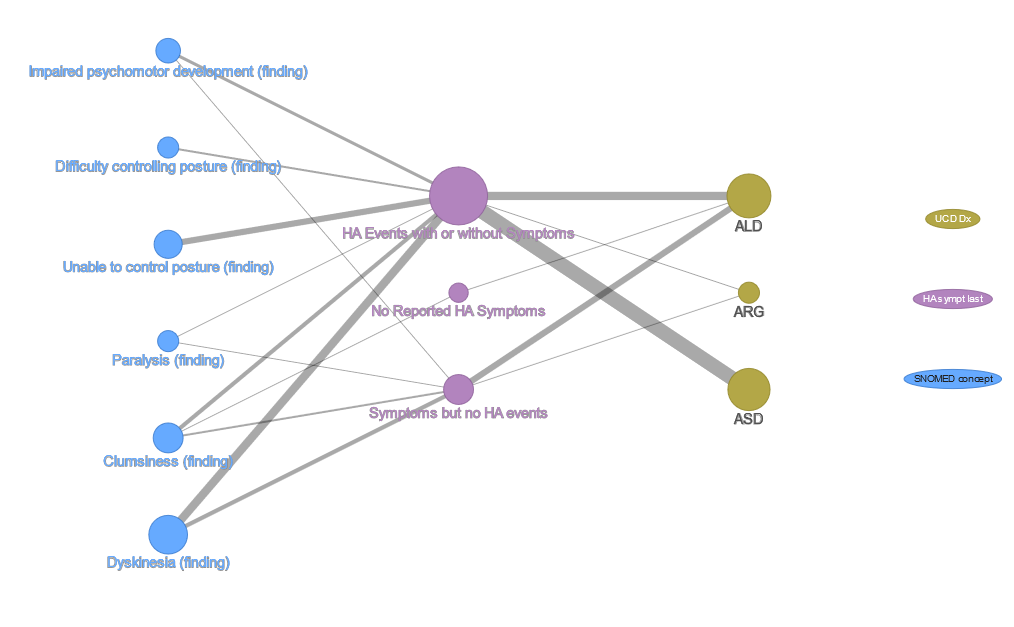 Impaired psychomotor development (finding)
Difficulty controlling posture (finding)
Unable to control posture (finding)
Paralysis (finding)
Clumsiness (finding)
Dyskinesia (finding)
HA Events with or without Symptoms
No Reported HA Symptoms
Symptoms but no HA events
ALD
ARG
ASD
UCD Dx
HA sympt last
SNOMED concept